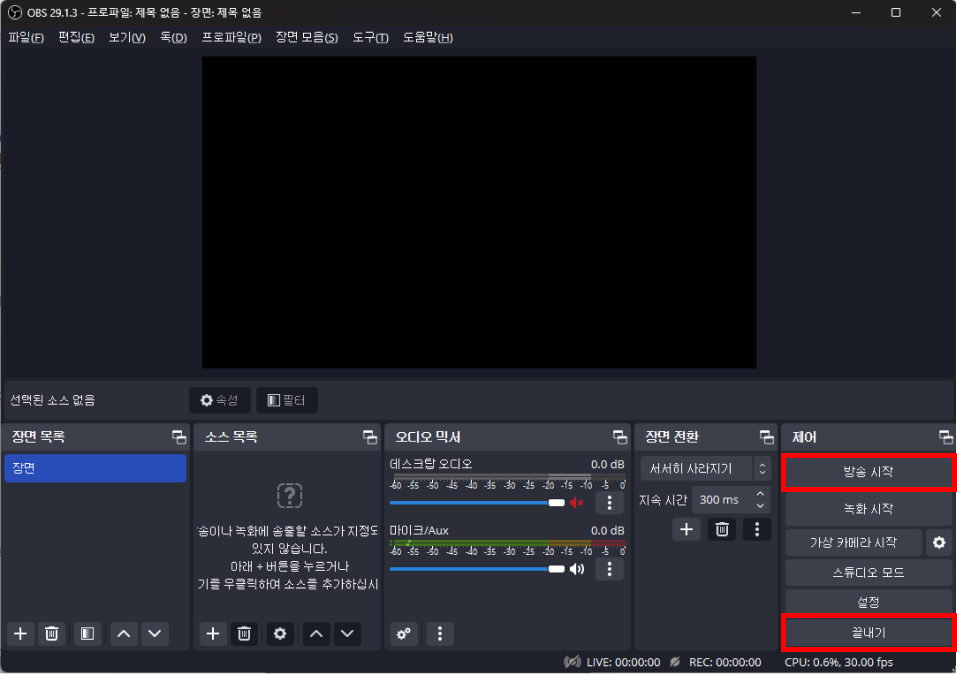 OBS 29.1.3 - 프로파일: 제목 없음 - 장면: 제목 없음
파일(F) 편집(E) 보기(V) 독(D) 프로파일(P) 장면 모음(S) 도구(T) 도움말(H)
선택된 소스 없음 속성 필터
장면 목록
장면
소스 목록
송이나 녹화에 송출할 소스가 지정되
있지 않습니다.
아래 + 버튼을 누르거나
기를 우클릭하여 소스를 추가하십시
오디오 믹서
데스크탑 오디오 0.0 dB
-60 -55 -50 -45 -40 -35 -30 -25 -20 -15 -10 -5 0
마이크/Aux 0.0 dB
-60 -55 -50 -45 -40 -35 -30 -25 -20 -15 -10 -5 0
장면 전환
서서히 사라지기
지속 시간 300 ms
제어
방송 시작
녹화 시작
가상 카메라 시작
스튜디오 모드
설정
끝내기
LIVE: 00:00:00 REC: 00:00:00 CPU: 0.6%, 30.00 fps